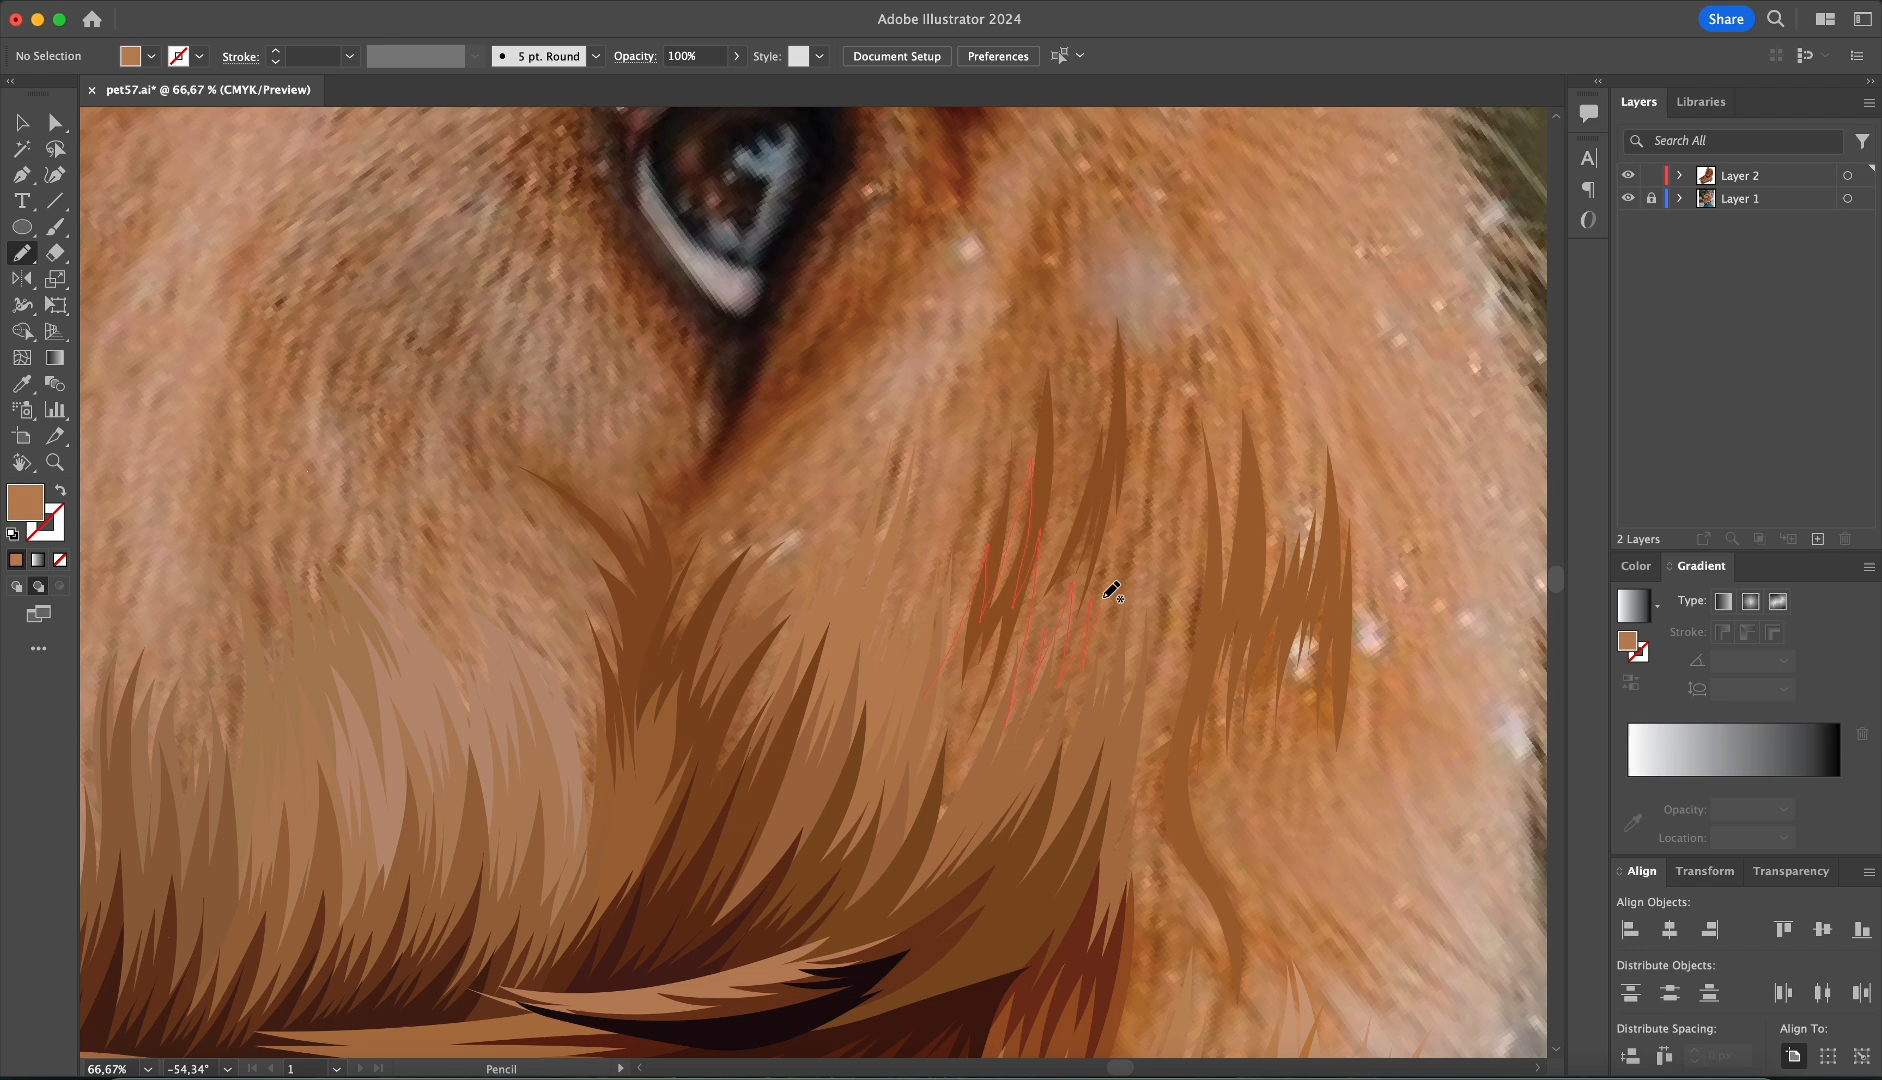 Adobe Illustrator 2024
Share
No Selection
Stroke:
5 pt. Round
Opacity:
100%
Style:
Document Setup
Preferences
pet57.ai* @ 66,67 % (CMYK/Preview)
Layers
Libraries
Search All
Layer 2
Layer 1
2 Layers
Color
Gradient
Type:
Stroke:
Opacity:
Location:
Align
Transform
Transparency
Align Objects:
Distribute Objects:
Distribute Spacing:
Align To:
0 px
66,67%
-54,34°
1
Pencil